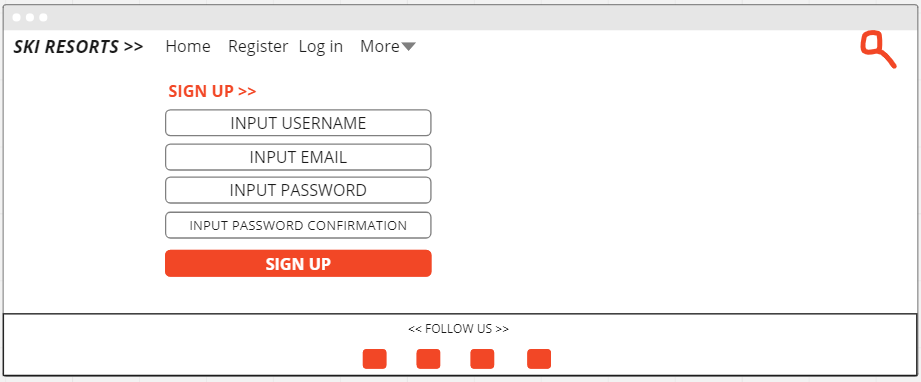 SKI RESORTS >> Home Register Log in More
SIGN UP >>
INPUT USERNAME
INPUT EMAIL
INPUT PASSWORD
INPUT PASSWORD CONFIRMATION
SIGN UP
<< FOLLOW US >>